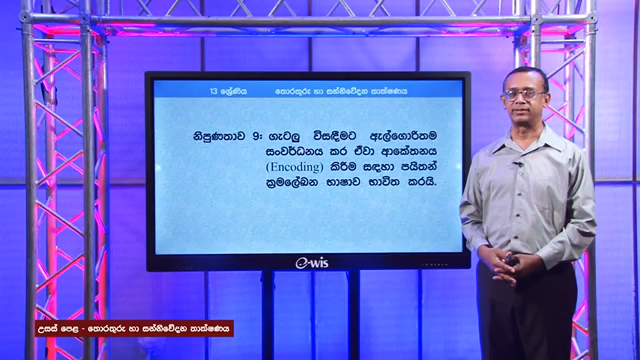 13 ශ්‍රේණිය තොරතුරු හා සන්නිවේදන තාක්ෂණය
නිපුණතාව 9: ගැටලු විසඳීමට ඇල්ගොරිතම
සංවර්ධනය කර ඒවා ආකේතනය
(Encoding) කිරීම සඳහා පයිතන්
ක්‍රමලේඛන භාෂාව භාවිත කරයි.
e-wis
උසස් පෙළ - තොරතුරු හා සන්නිවේදන තාක්ෂණය